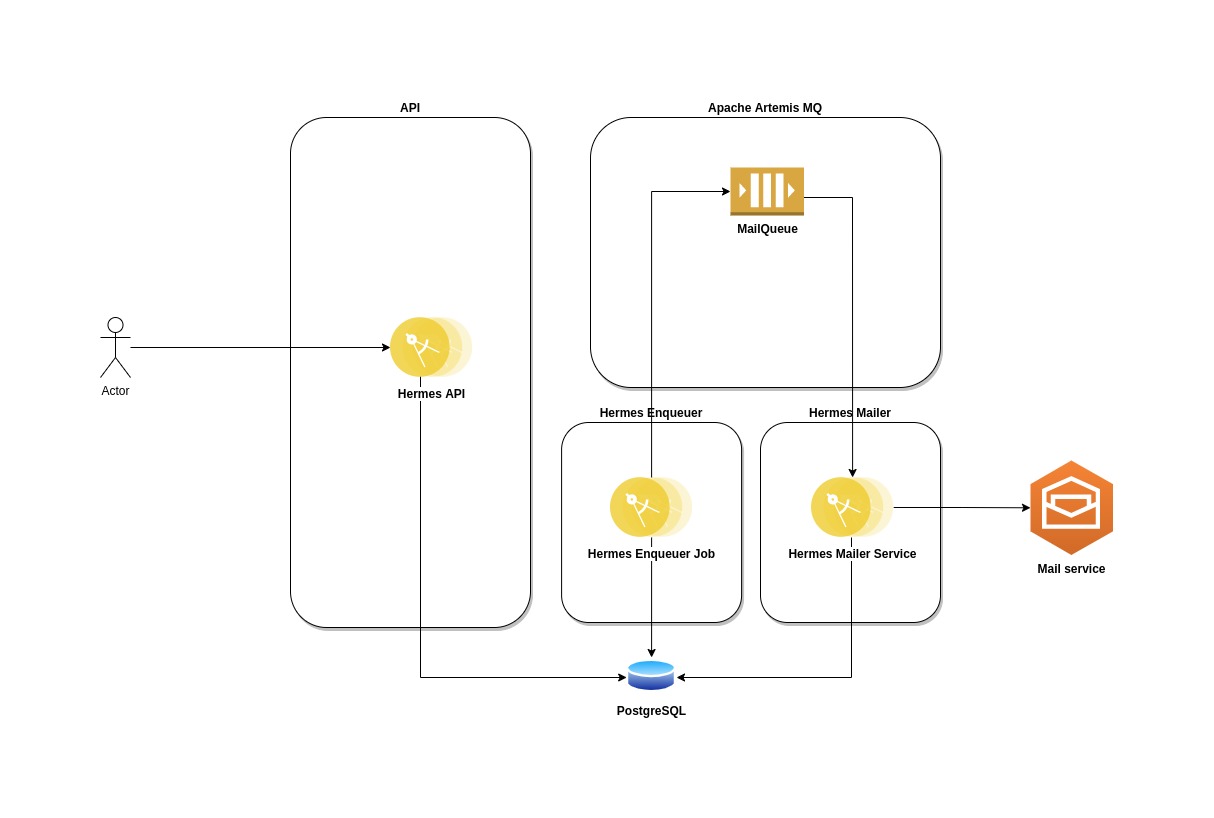 API
Apache Artemis MQ
MailQueue
Actor
Hermes API
Hermes Enqueuer
Hermes Mailer
Hermes Enqueuer Job
Hermes Mailer Service
Mail service
PostgreSQL